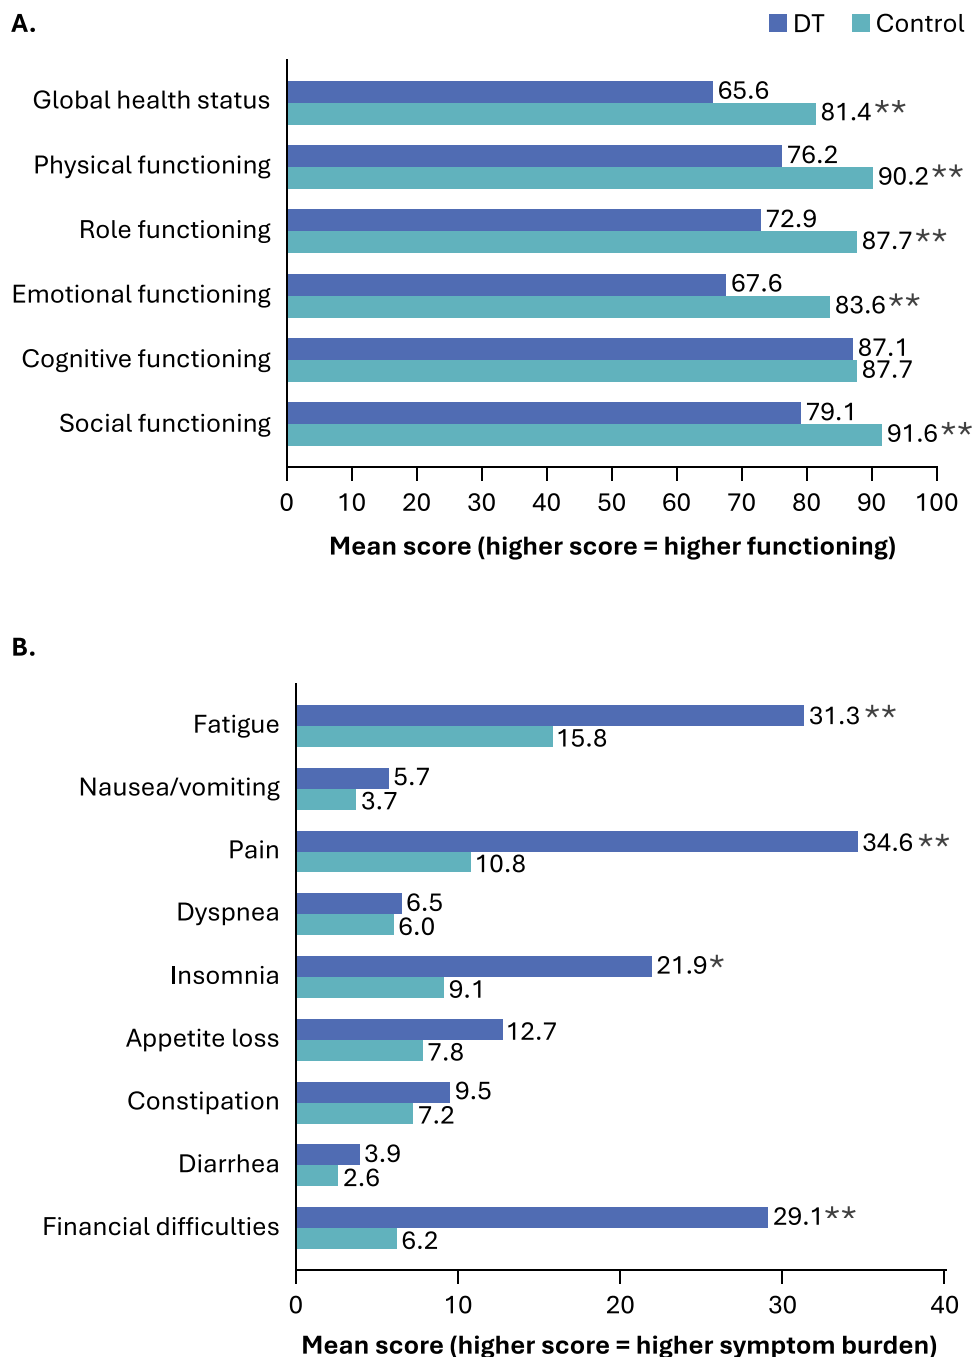 A.
DT Control
Global health status 65.6
81.4**
Physical functioning 76.2
90.2**
Role functioning 72.9
87.7**
Emotional functioning 67.6
83.6**
Cognitive functioning 87.1
87.7
Social functioning 79.1
91.6**
0 10 20 30 40 50 60 70 80 90 100
Mean score (higher score = higher functioning)
B.
Fatigue 31.3**
15.8
Nausea/vomiting 5.7
3.7
Pain 34.6**
10.8
Dyspnea 6.5
6.0
Insomnia 21.9*
9.1
Appetite loss 12.7
7.8
Constipation 9.5
7.2
Diarrhea 3.9
2.6
Financial difficulties 29.1**
6.2
0 10 20 30 40
Mean score (higher score = higher symptom burden)